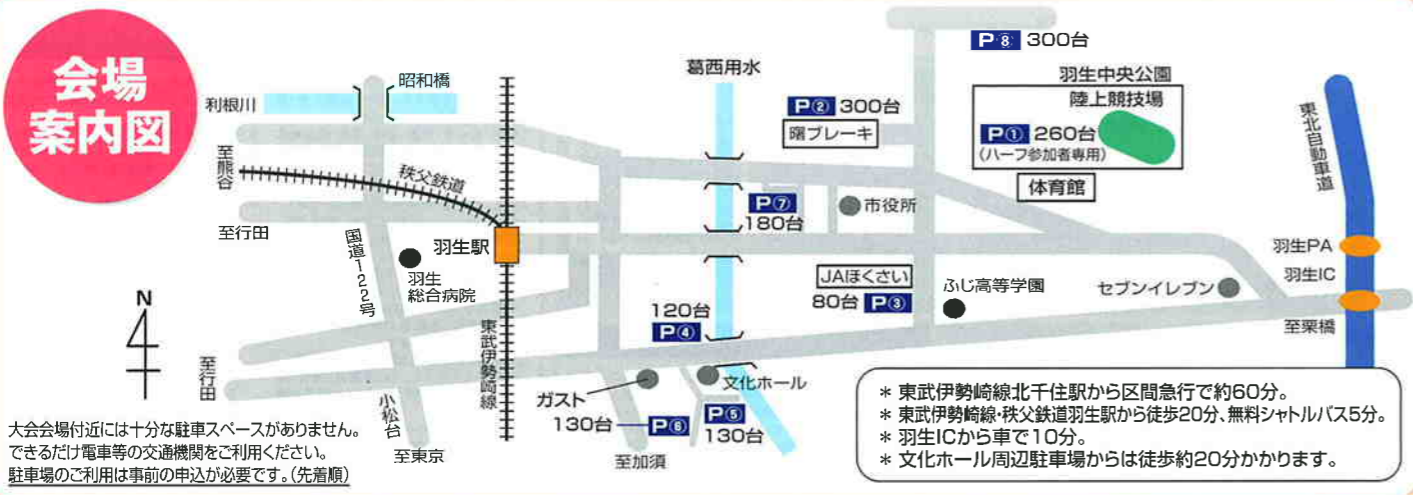 会場
案内図
利根川
昭和橋
葛西用水
P⑧ 300台
羽生中央公園
陸上競技場
P② 300台
曙ブレーキ
P① 260台
(ハーフ参加者専用)
体育館
東北自動車道
至熊谷
秩父鉄道
P⑦
180台
市役所
至行田
国道122号
羽生駅
羽生
総合病院
羽生PA
羽生IC
JAほくさい
80台 P③
ふじ高等学園
セブンイレブン
至栗橋
N
120台
P④
東武伊勢崎線
至行田
小松台
至東京
ガスト
130台
P⑥
文化ホール
P⑤
130台
至加須
大会会場付近には十分な駐車スペースがありません。
できるだけ電車等の交通機関をご利用ください。
駐車場のご利用は事前の申込が必要です。(先着順)
* 東武伊勢崎線北千住駅から区間急行で約60分。
* 東武伊勢崎線・秩父鉄道羽生駅から徒歩20分、無料シャトルバス5分。
* 羽生ICから車で10分。
* 文化ホール周辺駐車場からは徒歩約20分かかります。